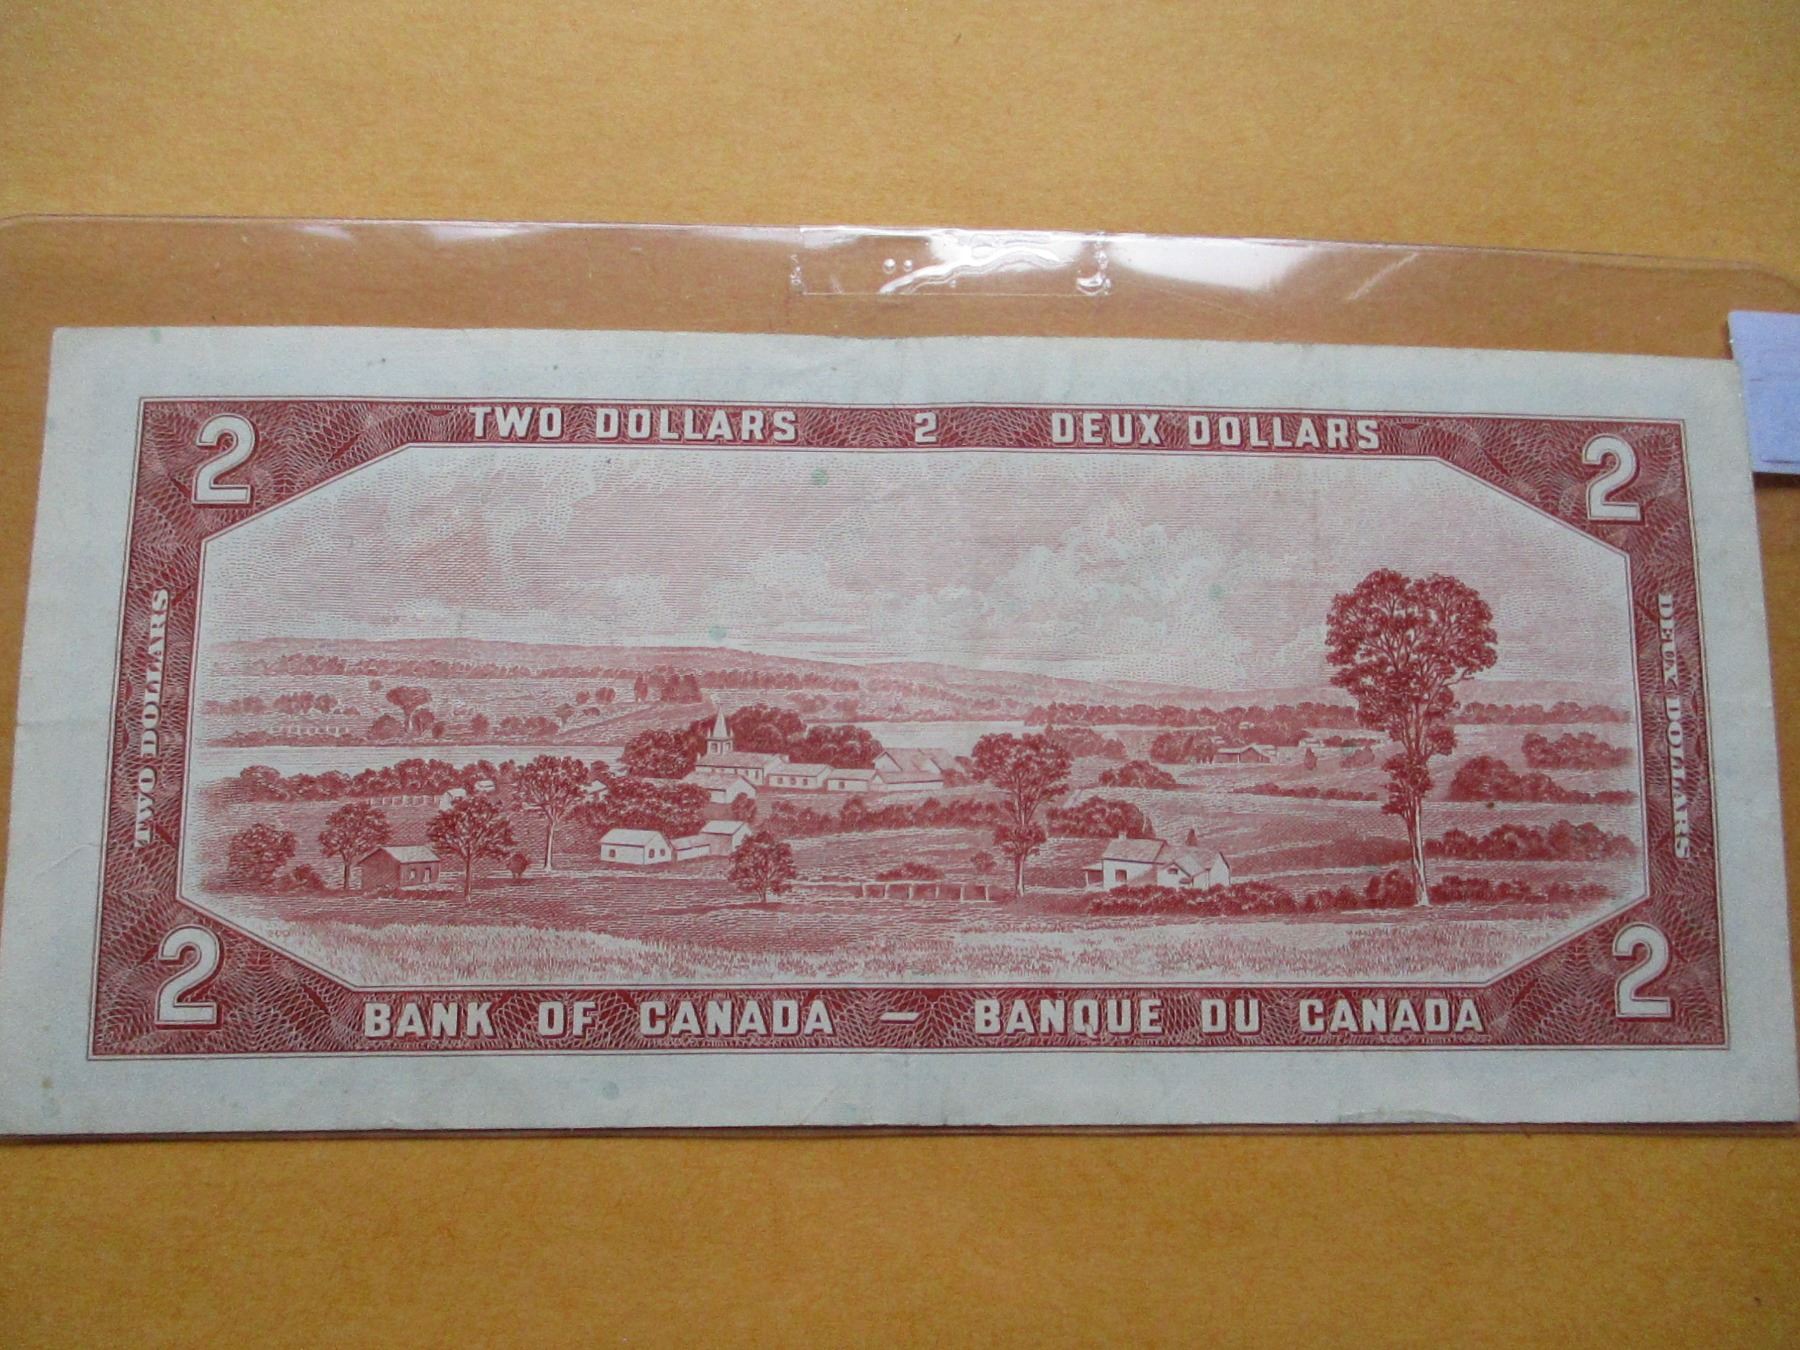 TWO DOLLARS 2 DEUX DOLLARS
2 2
TWO DOLLARS
DEUX DOLLARS
2 2
BANK OF CANADA — BANQUE DU CANADA